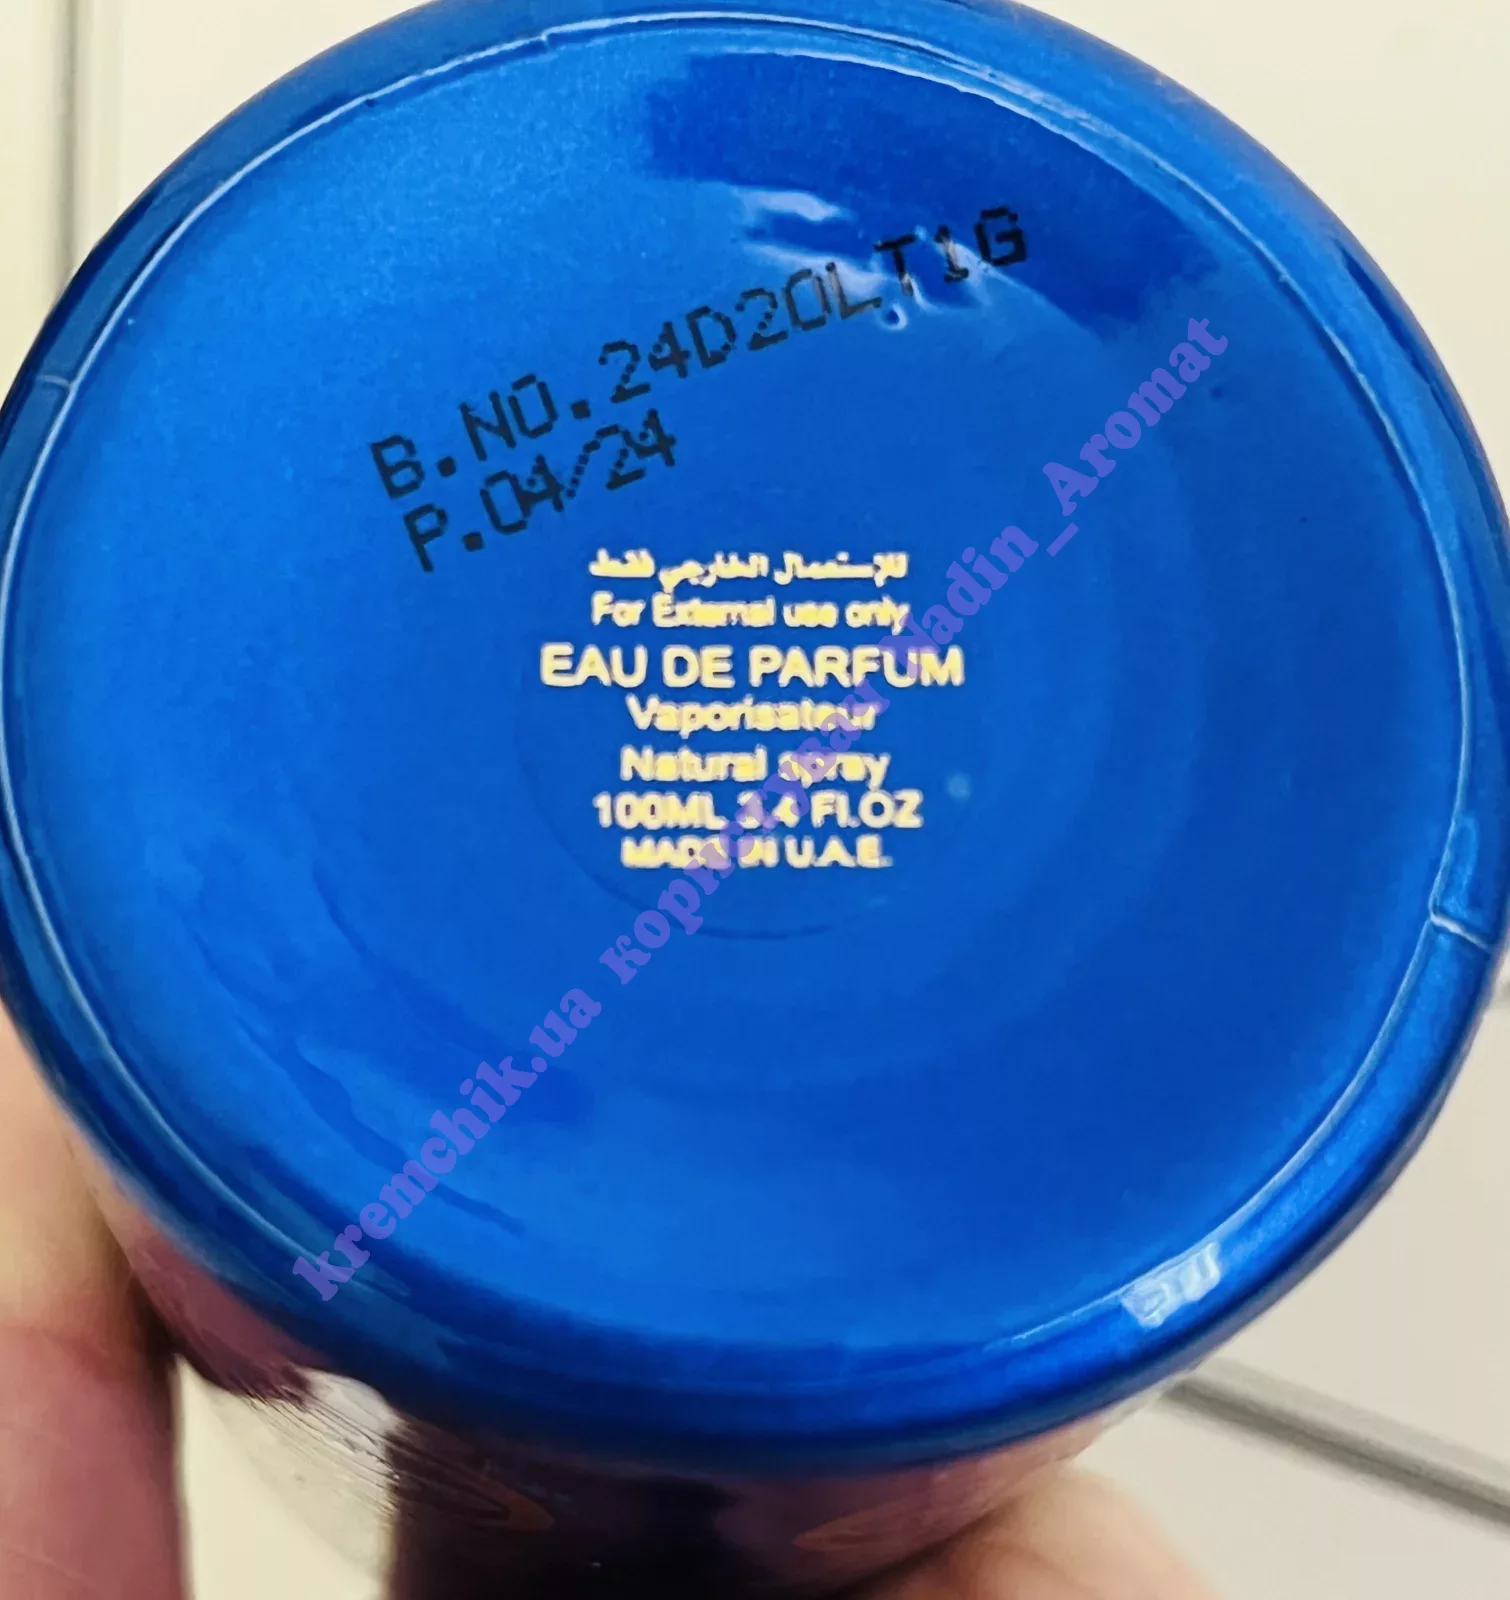 B.NO.24D20LT1G
P.04/24
للإستعمال الخارجي فقط
For External use only
EAU DE PARFUM
Vaporisateur
Natural spray
100ML 3.4 Fl.OZ
MADE IN U.A.E.
kremchik.ua користувач Nadin_Aromat